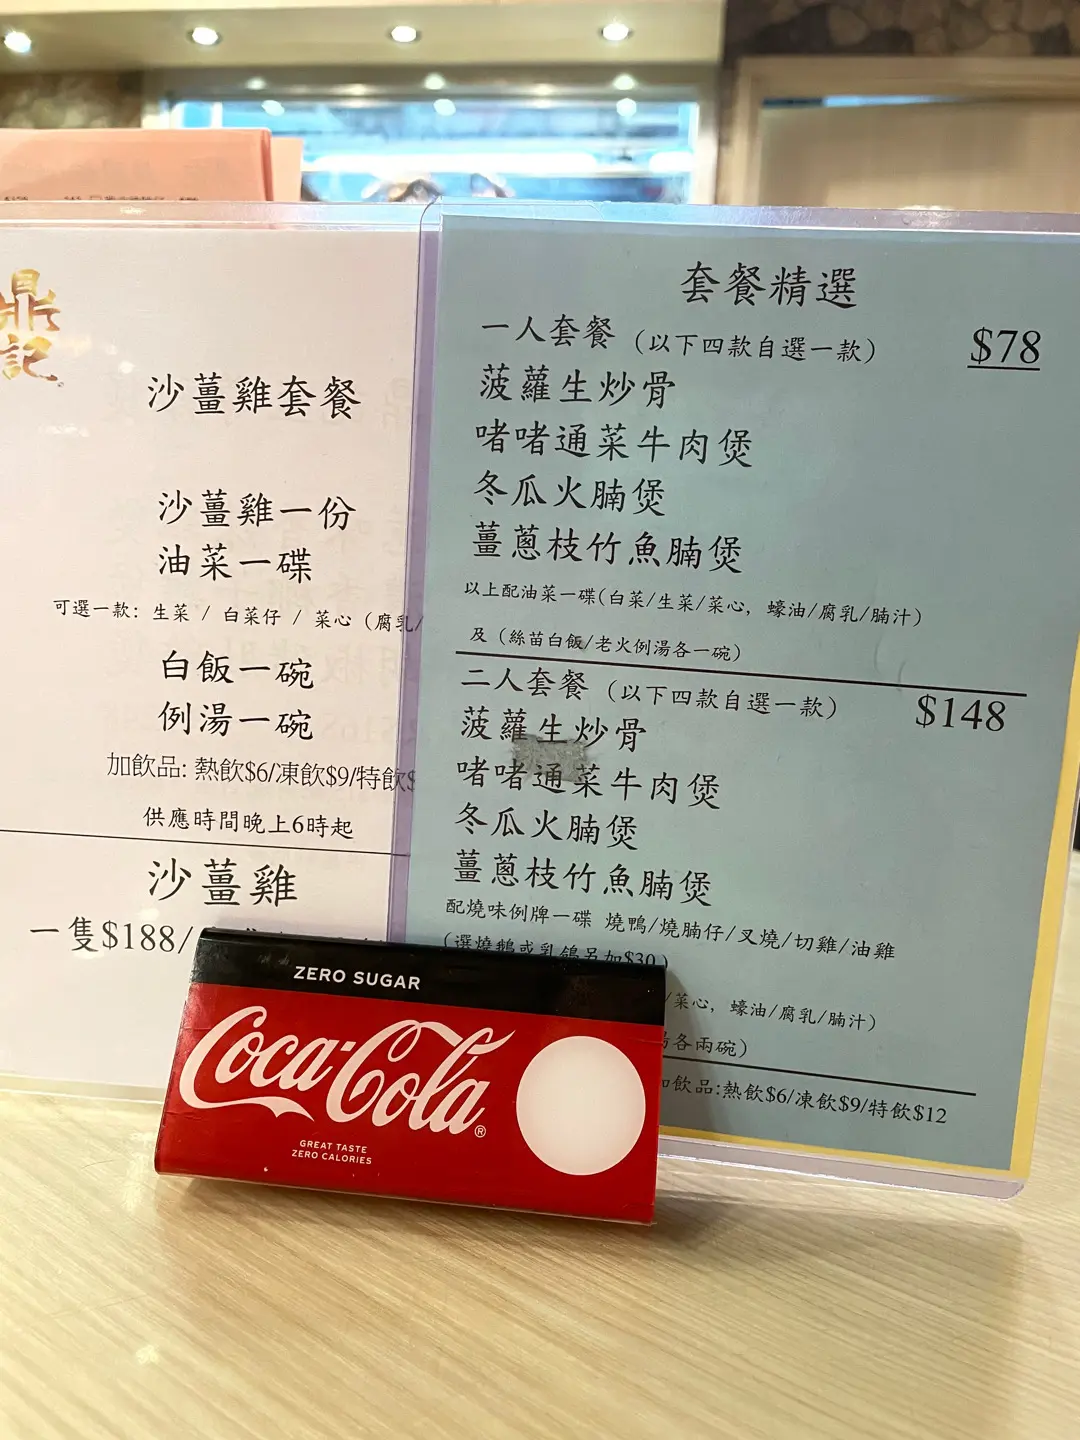 鼎記
沙薑雞套餐
沙薑雞一份
油菜一碟
可選一款: 生菜 / 白菜仔 / 菜心 (腐乳/
白飯一碗
例湯一碗
加飲品: 熱飲$6/凍飲$9/特飲$
供應時間晚上6時起
沙薑雞
一隻$188/
套餐精選
一人套餐 (以下四款自選一款) $78
菠蘿生炒骨
啫啫通菜牛肉煲
冬瓜火腩煲
薑蔥枝竹魚腩煲
以上配油菜一碟(白菜/生菜/菜心, 蠔油/腐乳/腩汁)
及 (絲苗白飯/老火例湯各一碗)
二人套餐 (以下四款自選一款) $148
菠蘿生炒骨
啫啫通菜牛肉煲
冬瓜火腩煲
薑蔥枝竹魚腩煲
配燒味例牌一碟 燒鴨/燒腩仔/叉燒/切雞/油雞
(選燒鵝或乳鴿另加$30)
/菜心, 蠔油/腐乳/腩汁)
湯各兩碗)
加飲品:熱飲$6/凍飲$9/特飲$12
ZERO SUGAR
Coca-Cola®
GREAT TASTE
ZERO CALORIES